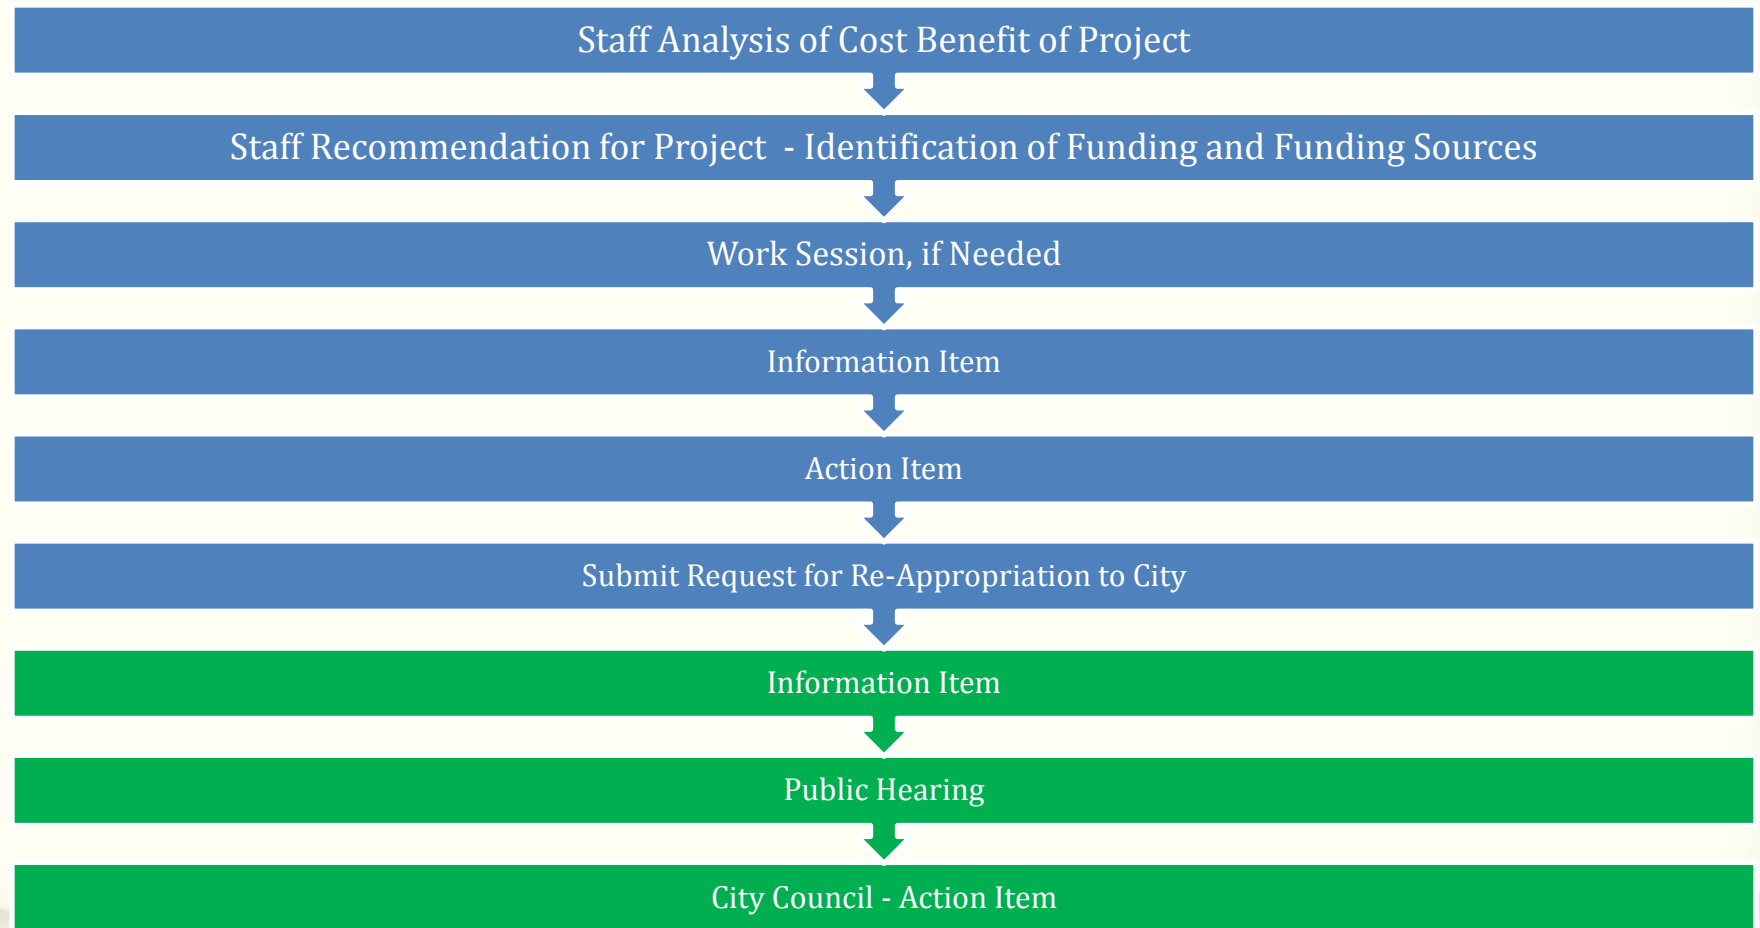 Staff Analysis of Cost Benefit of Project
Staff Recommendation for Project  - Identification of Funding and Funding Sources
Work Session, if Needed
Information Item
Action Item
Submit Request for Re-Appropriation to City
Information Item
Public Hearing
City Council - Action Item